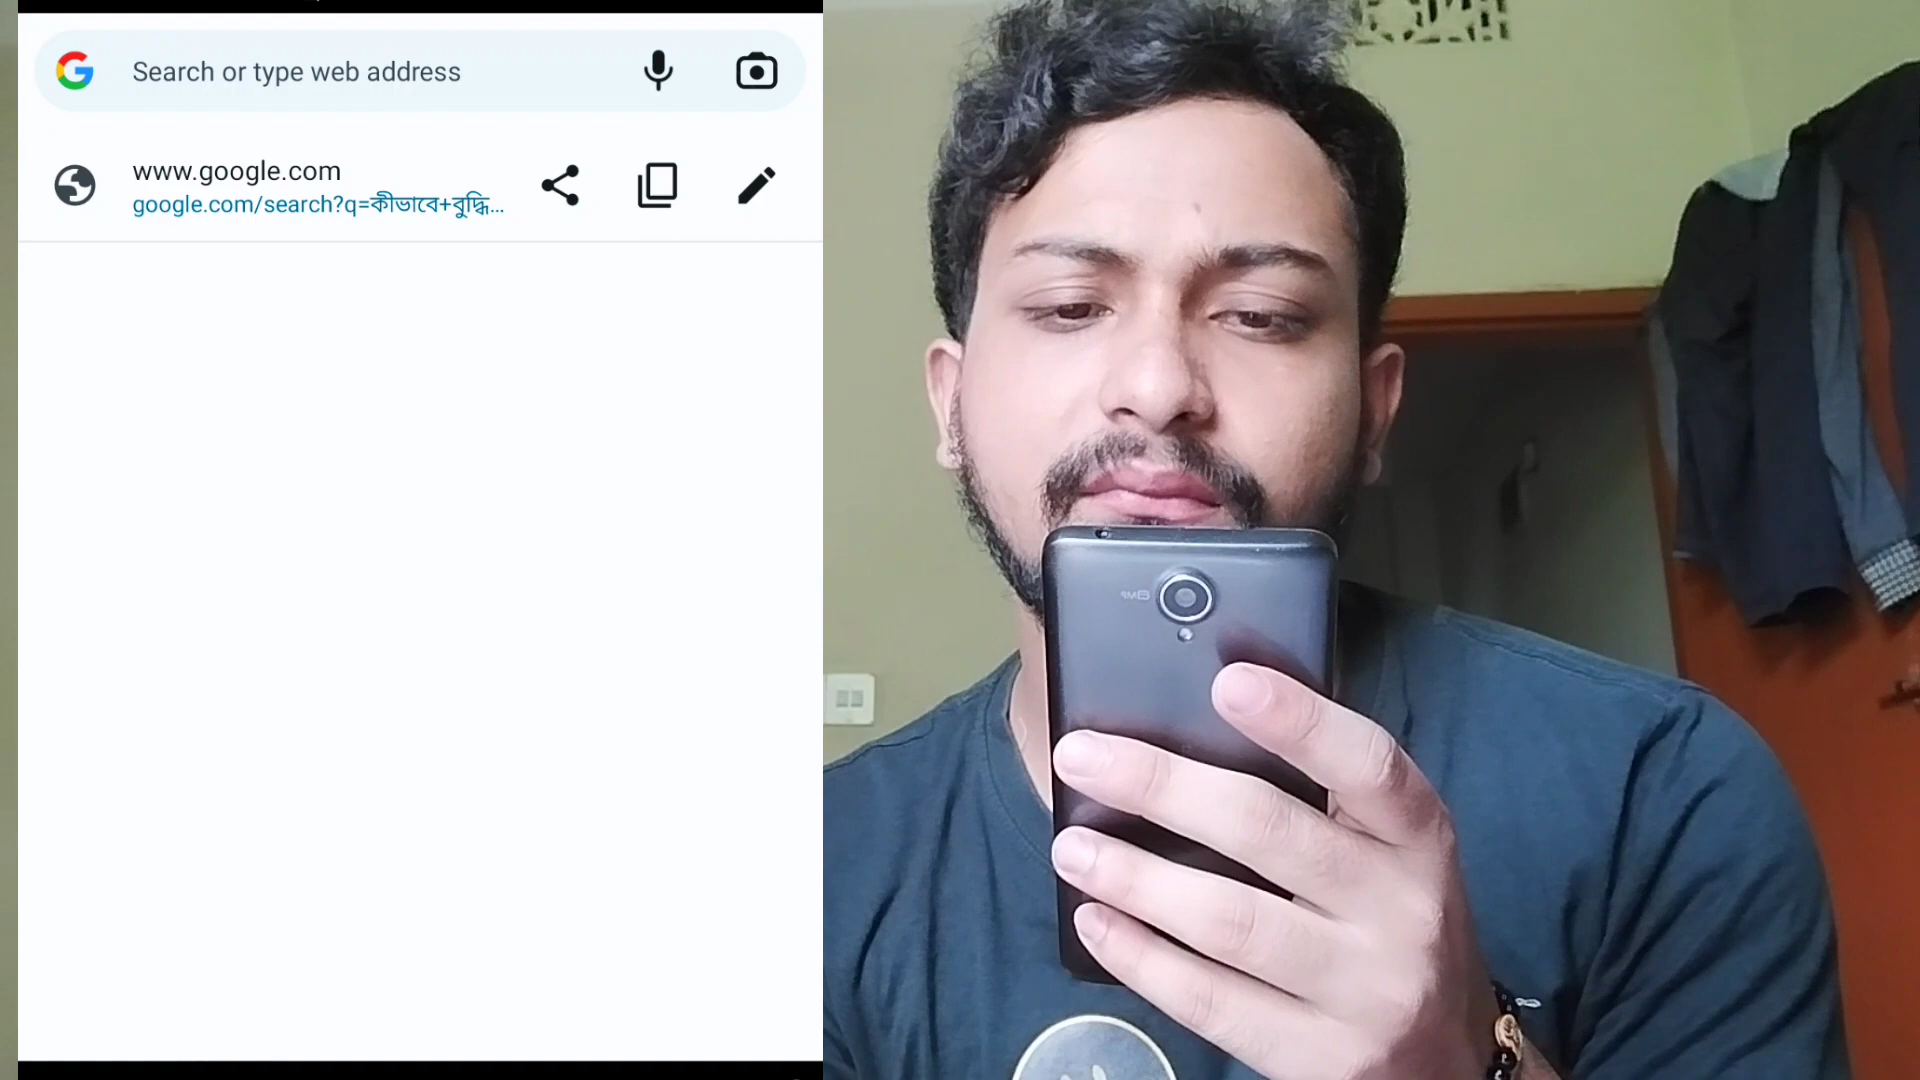 Search or type web address
www.google.com
google.com/search?q=কীভাবে+বুদ্ধি...